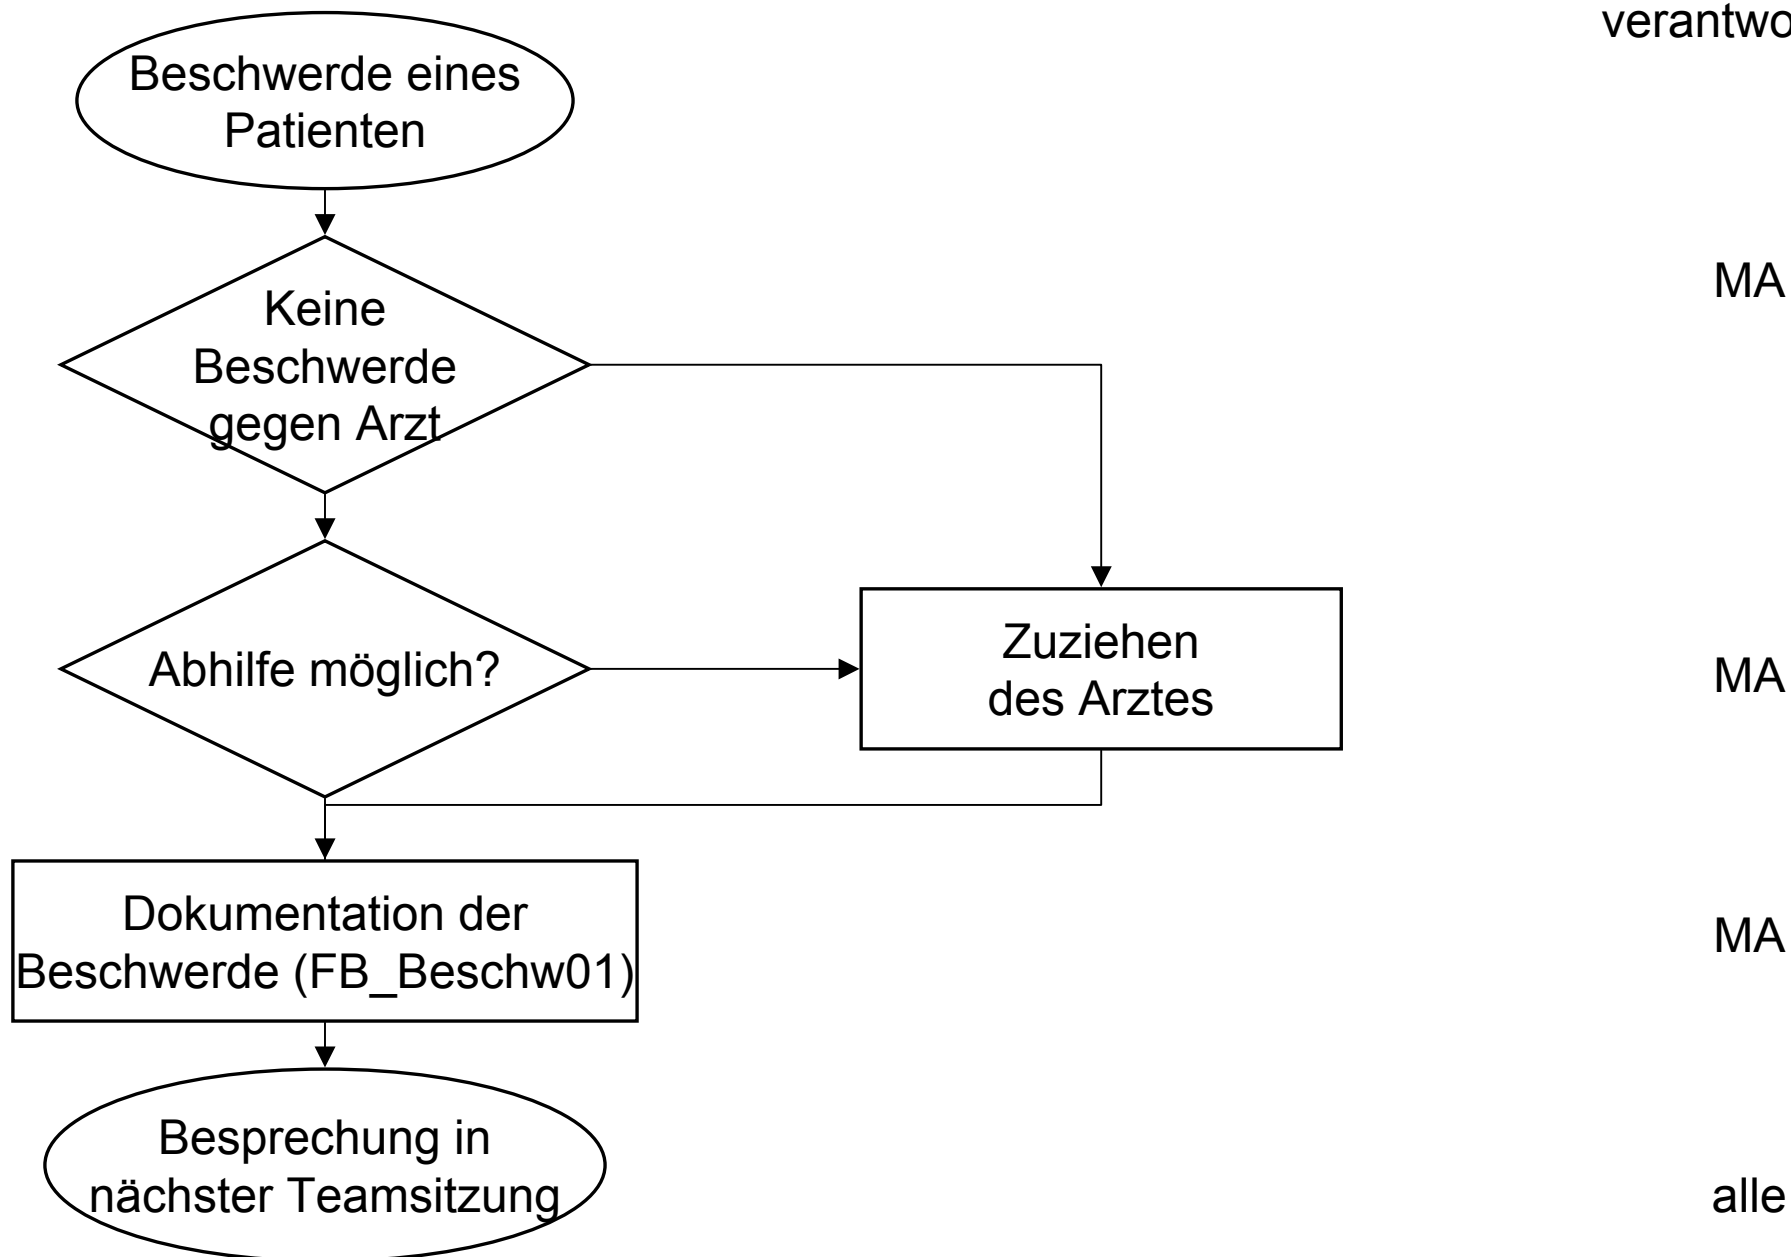 verantwo
Beschwerde eines
Patienten
Keine
Beschwerde
gegen Arzt
MA
Abhilfe möglich?
Zuziehen
des Arztes
MA
Dokumentation der
Beschwerde (FB_Beschw01)
MA
Besprechung in
nächster Teamsitzung
alle